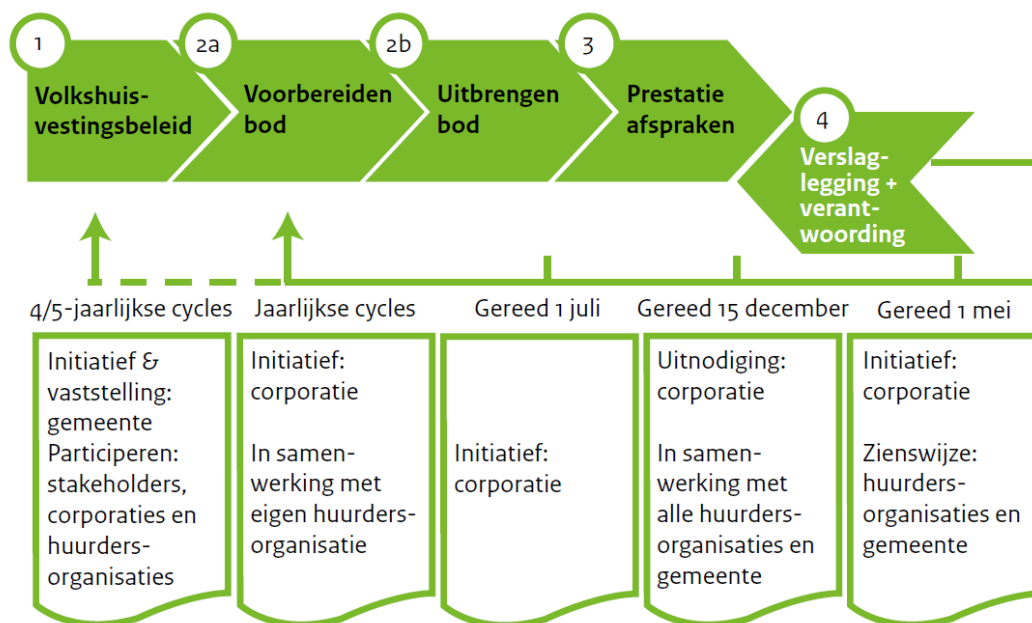 1
Volkshuis-
vestingsbeleid
2a
Voorbereiden
bod
2b
Uitbrengen
bod
3
Prestatie
afspraken
4
Verslag-
legging +
verant-
woording
4/5-jaarlijkse cycles
Initiatief &
vaststelling:
gemeente
Participeren:
stakeholders,
corporaties en
huurders-
organisaties
Jaarlijkse cycles
Initiatief:
corporatie
In samen-
werking met
eigen huurders-
organisatie
Gereed 1 juli
Initiatief:
corporatie
Gereed 15 december
Uitnodiging:
corporatie
In samen-
werking met
alle huurders-
organisaties en
gemeente
Gereed 1 mei
Initiatief:
corporatie
Zienswijze:
huurders-
organisaties en
gemeente